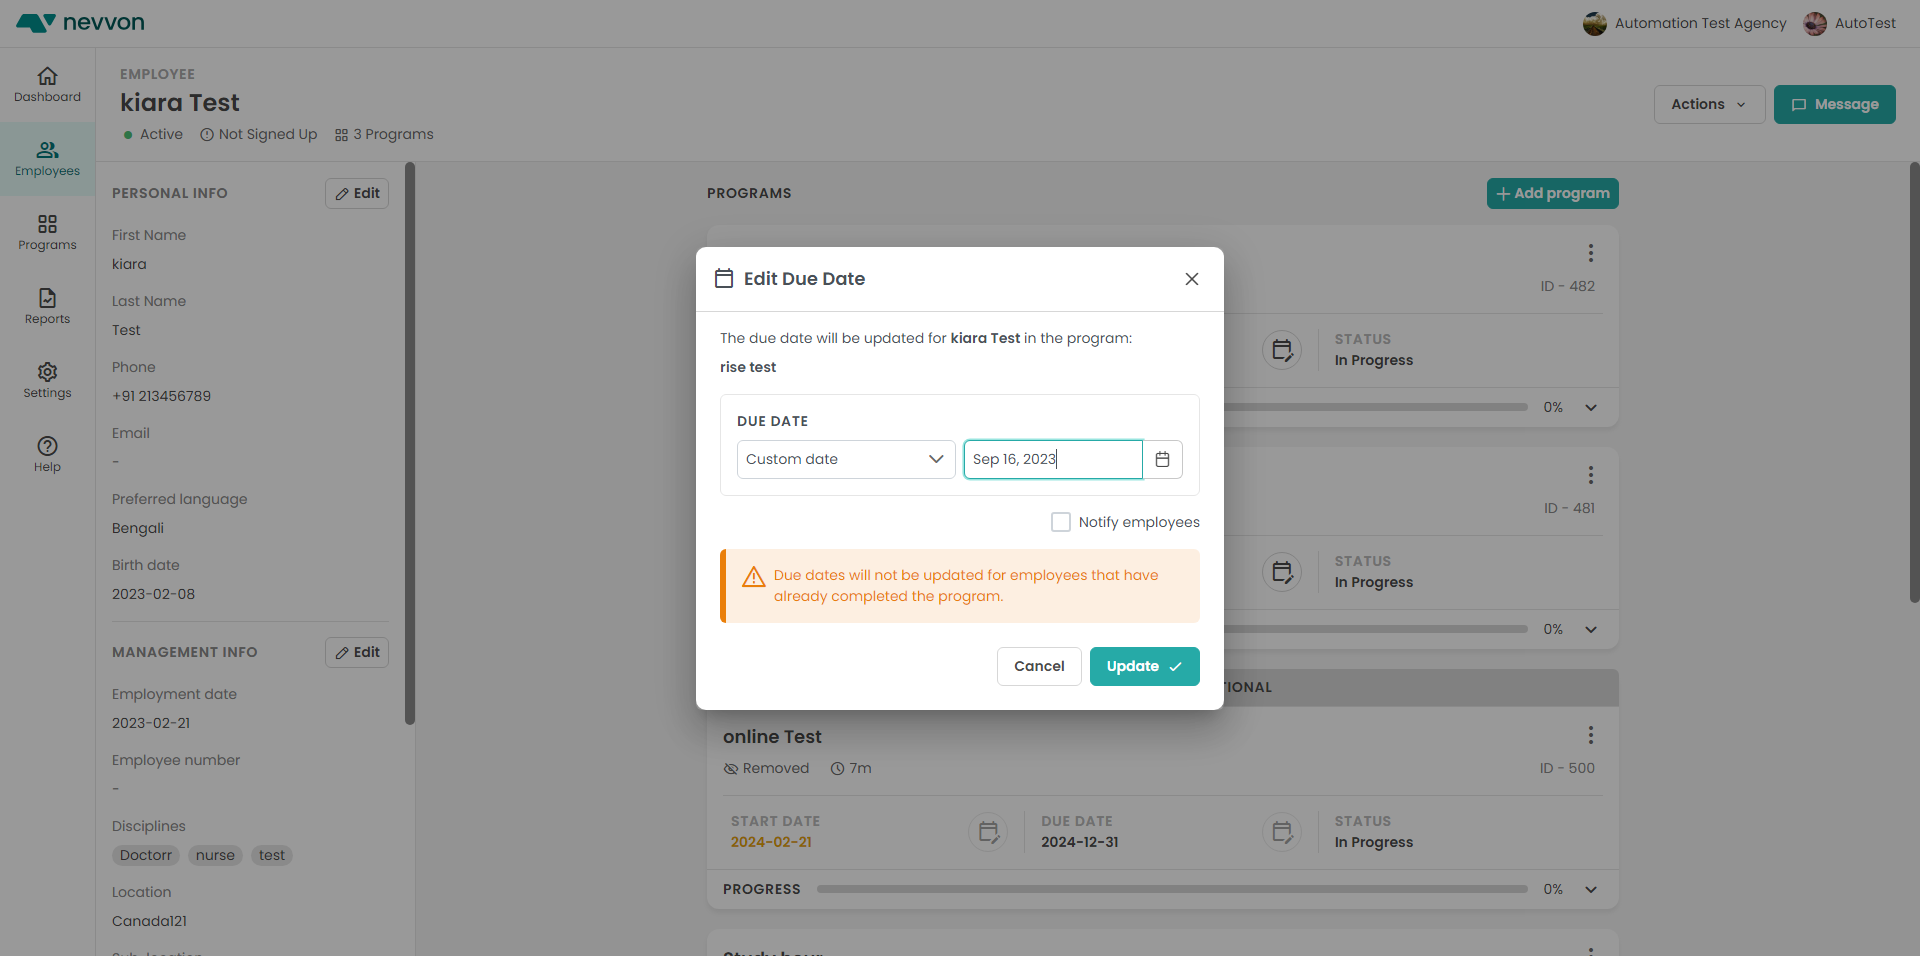 nevvon
Automation Test Agency
AutoTest
Dashboard
Employees
Programs
Reports
Settings
Help
EMPLOYEE
kiara Test
Active
Not Signed Up
3 Programs
Actions
Message
PERSONAL INFO
Edit
First Name
kiara
Last Name
Test
Phone
+91 213456789
Email
-
Preferred language
Bengali
Birth date
2023-02-08
MANAGEMENT INFO
Edit
Employment date
2023-02-21
Employee number
-
Disciplines
Doctorr nurse test
Location
Canada121
PROGRAMS
Add program
ID - 482
STATUS
In Progress
0%
ID - 481
STATUS
In Progress
0%
Edit Due Date
The due date will be updated for kiara Test in the program:
rise test
DUE DATE
Custom date
Sep 16, 2023
Notify employees
Due dates will not be updated for employees that have
already completed the program.
Cancel
Update
online Test
Removed
7m
ID - 500
START DATE
2024-02-21
DUE DATE
2024-12-31
STATUS
In Progress
PROGRESS
0%